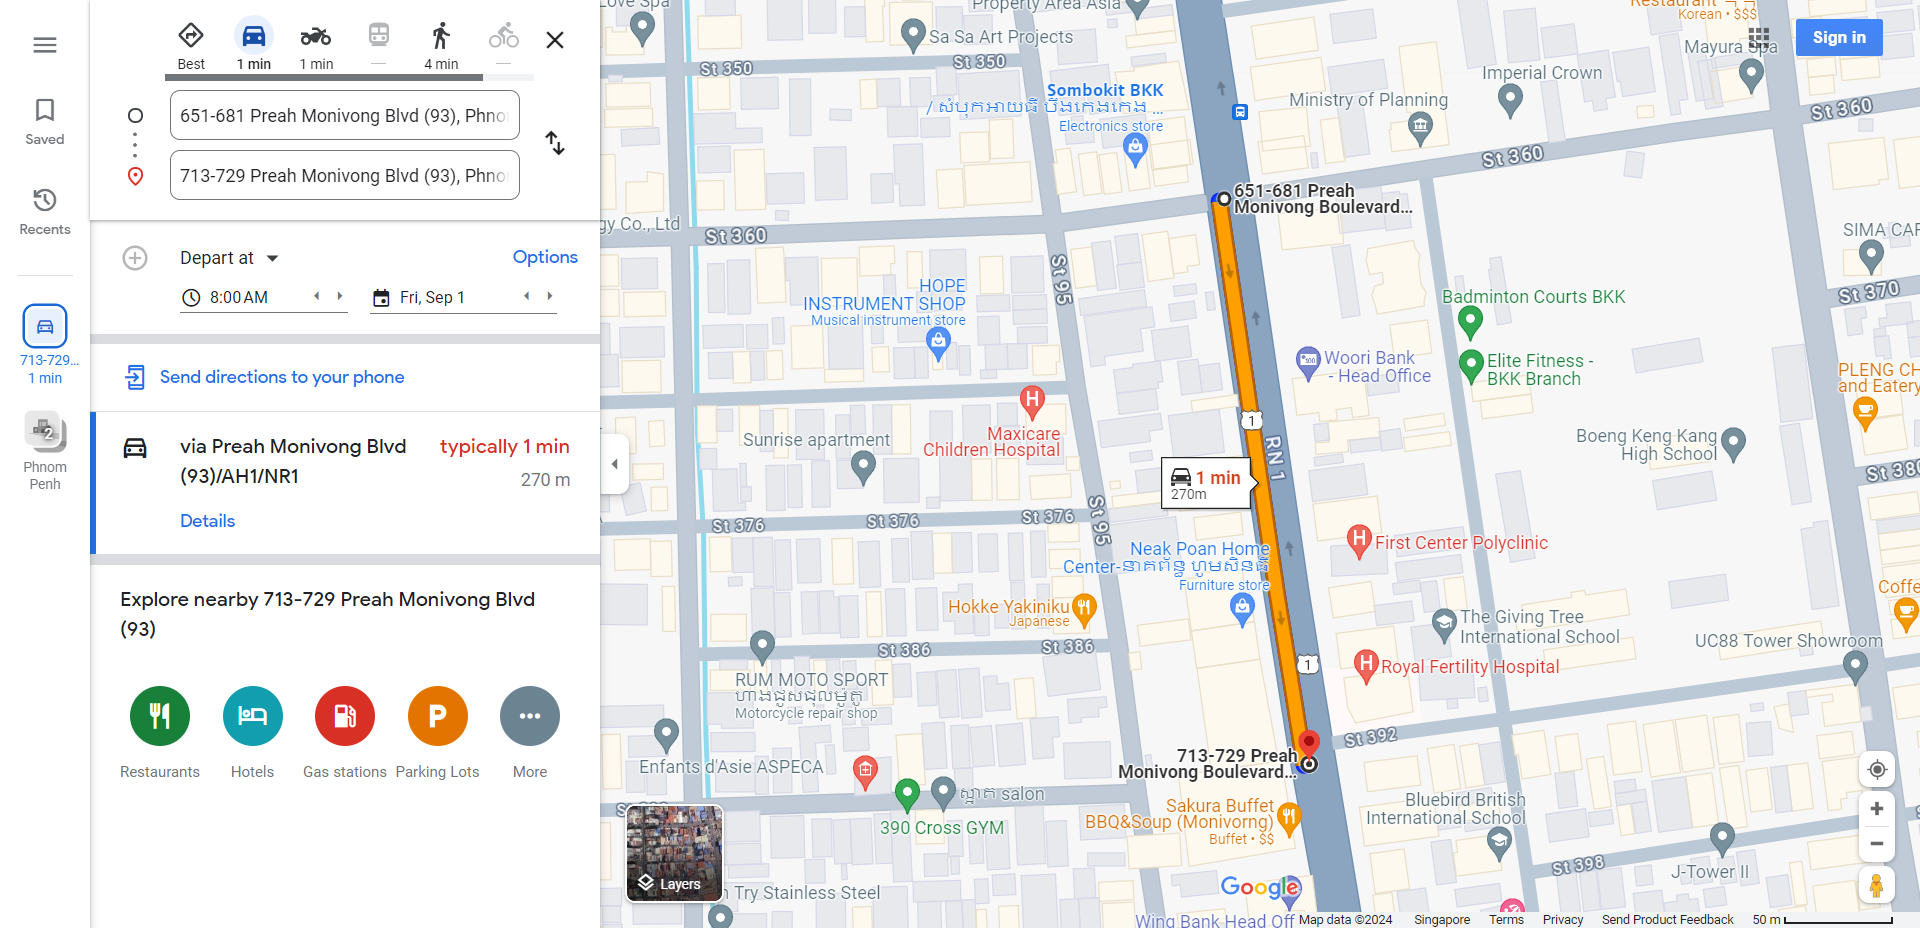 Saved
Recents
713-729...
1 min
2
Phnom
Penh
Best
1 min
1 min
—
4 min
—
651-681 Preah Monivong Blvd (93), Phno
713-729 Preah Monivong Blvd (93), Phno
Depart at
Options
8:00 AM
Fri, Sep 1
Send directions to your phone
via Preah Monivong Blvd
(93)/AH1/NR1
typically 1 min
270 m
Details
Explore nearby 713-729 Preah Monivong Blvd
(93)
Restaurants
Hotels
Gas stations
P
Parking Lots
More
Love Spa
Property Area Asia
Sa Sa Art Projects
St 350
St 350
Sombokit BKK
/ សំបុកអាយធី បឹងកេងកេង ...
Electronics store
Restaurant
Korean • $$$
Mayura Spa
Sign in
Imperial Crown
Ministry of Planning
St 360
St 360
651-681 Preah
Monivong Boulevard...
gy Co., Ltd
St 360
St 95
HOPE
INSTRUMENT SHOP
Musical instrument store
SIMA CAR
St 370
Badminton Courts BKK
Woori Bank
- Head Office
Elite Fitness -
BKK Branch
PLENG CH
and Eatery
H
Maxicare
Children Hospital
Sunrise apartment
1
RN 1
Boeng Keng Kang
High School
St 380
1 min
270m
St 376
St 376
St 376
St 95
H
First Center Polyclinic
Neak Poan Home
Center-នាគព័ន្ធ ហូមសិនធើ
Furniture store
Hokke Yakiniku
Japanese
Coffe
The Giving Tree
International School
UC88 Tower Showroom
St 386
St 386
1
H
Royal Fertility Hospital
RUM MOTO SPORT
ហាងជួសជុលម៉ូតូ
Motorcycle repair shop
St 392
713-729 Preah
Monivong Boulevard...
Enfants d'Asie ASPECA
ស្អាត salon
390 Cross GYM
Sakura Buffet
BBQ&Soup (Monivorng)
Buffet • $$
Bluebird British
International School
St 398
J-Tower II
Layers
Try Stainless Steel
Google
Wing Bank Head Off
Map data ©2024
Singapore
Terms
Privacy
Send Product Feedback
50 m